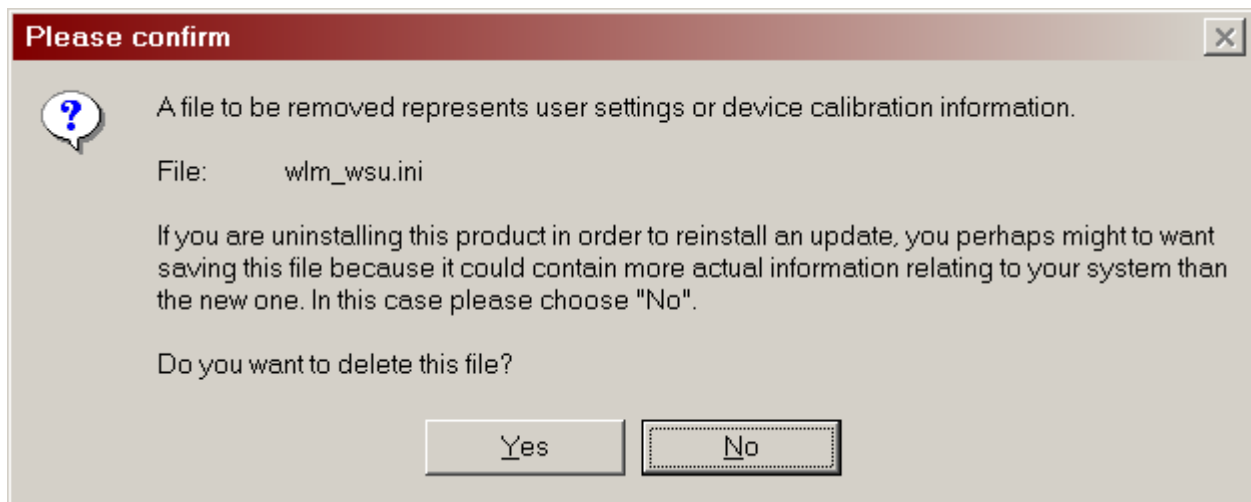 Please confirm
A file to be removed represents user settings or device calibration information.
File: wlm_wsu.ini
If you are uninstalling this product in order to reinstall an update, you perhaps might to want
saving this file because it could contain more actual information relating to your system than
the new one. In this case please choose "No".
Do you want to delete this file?
Yes No